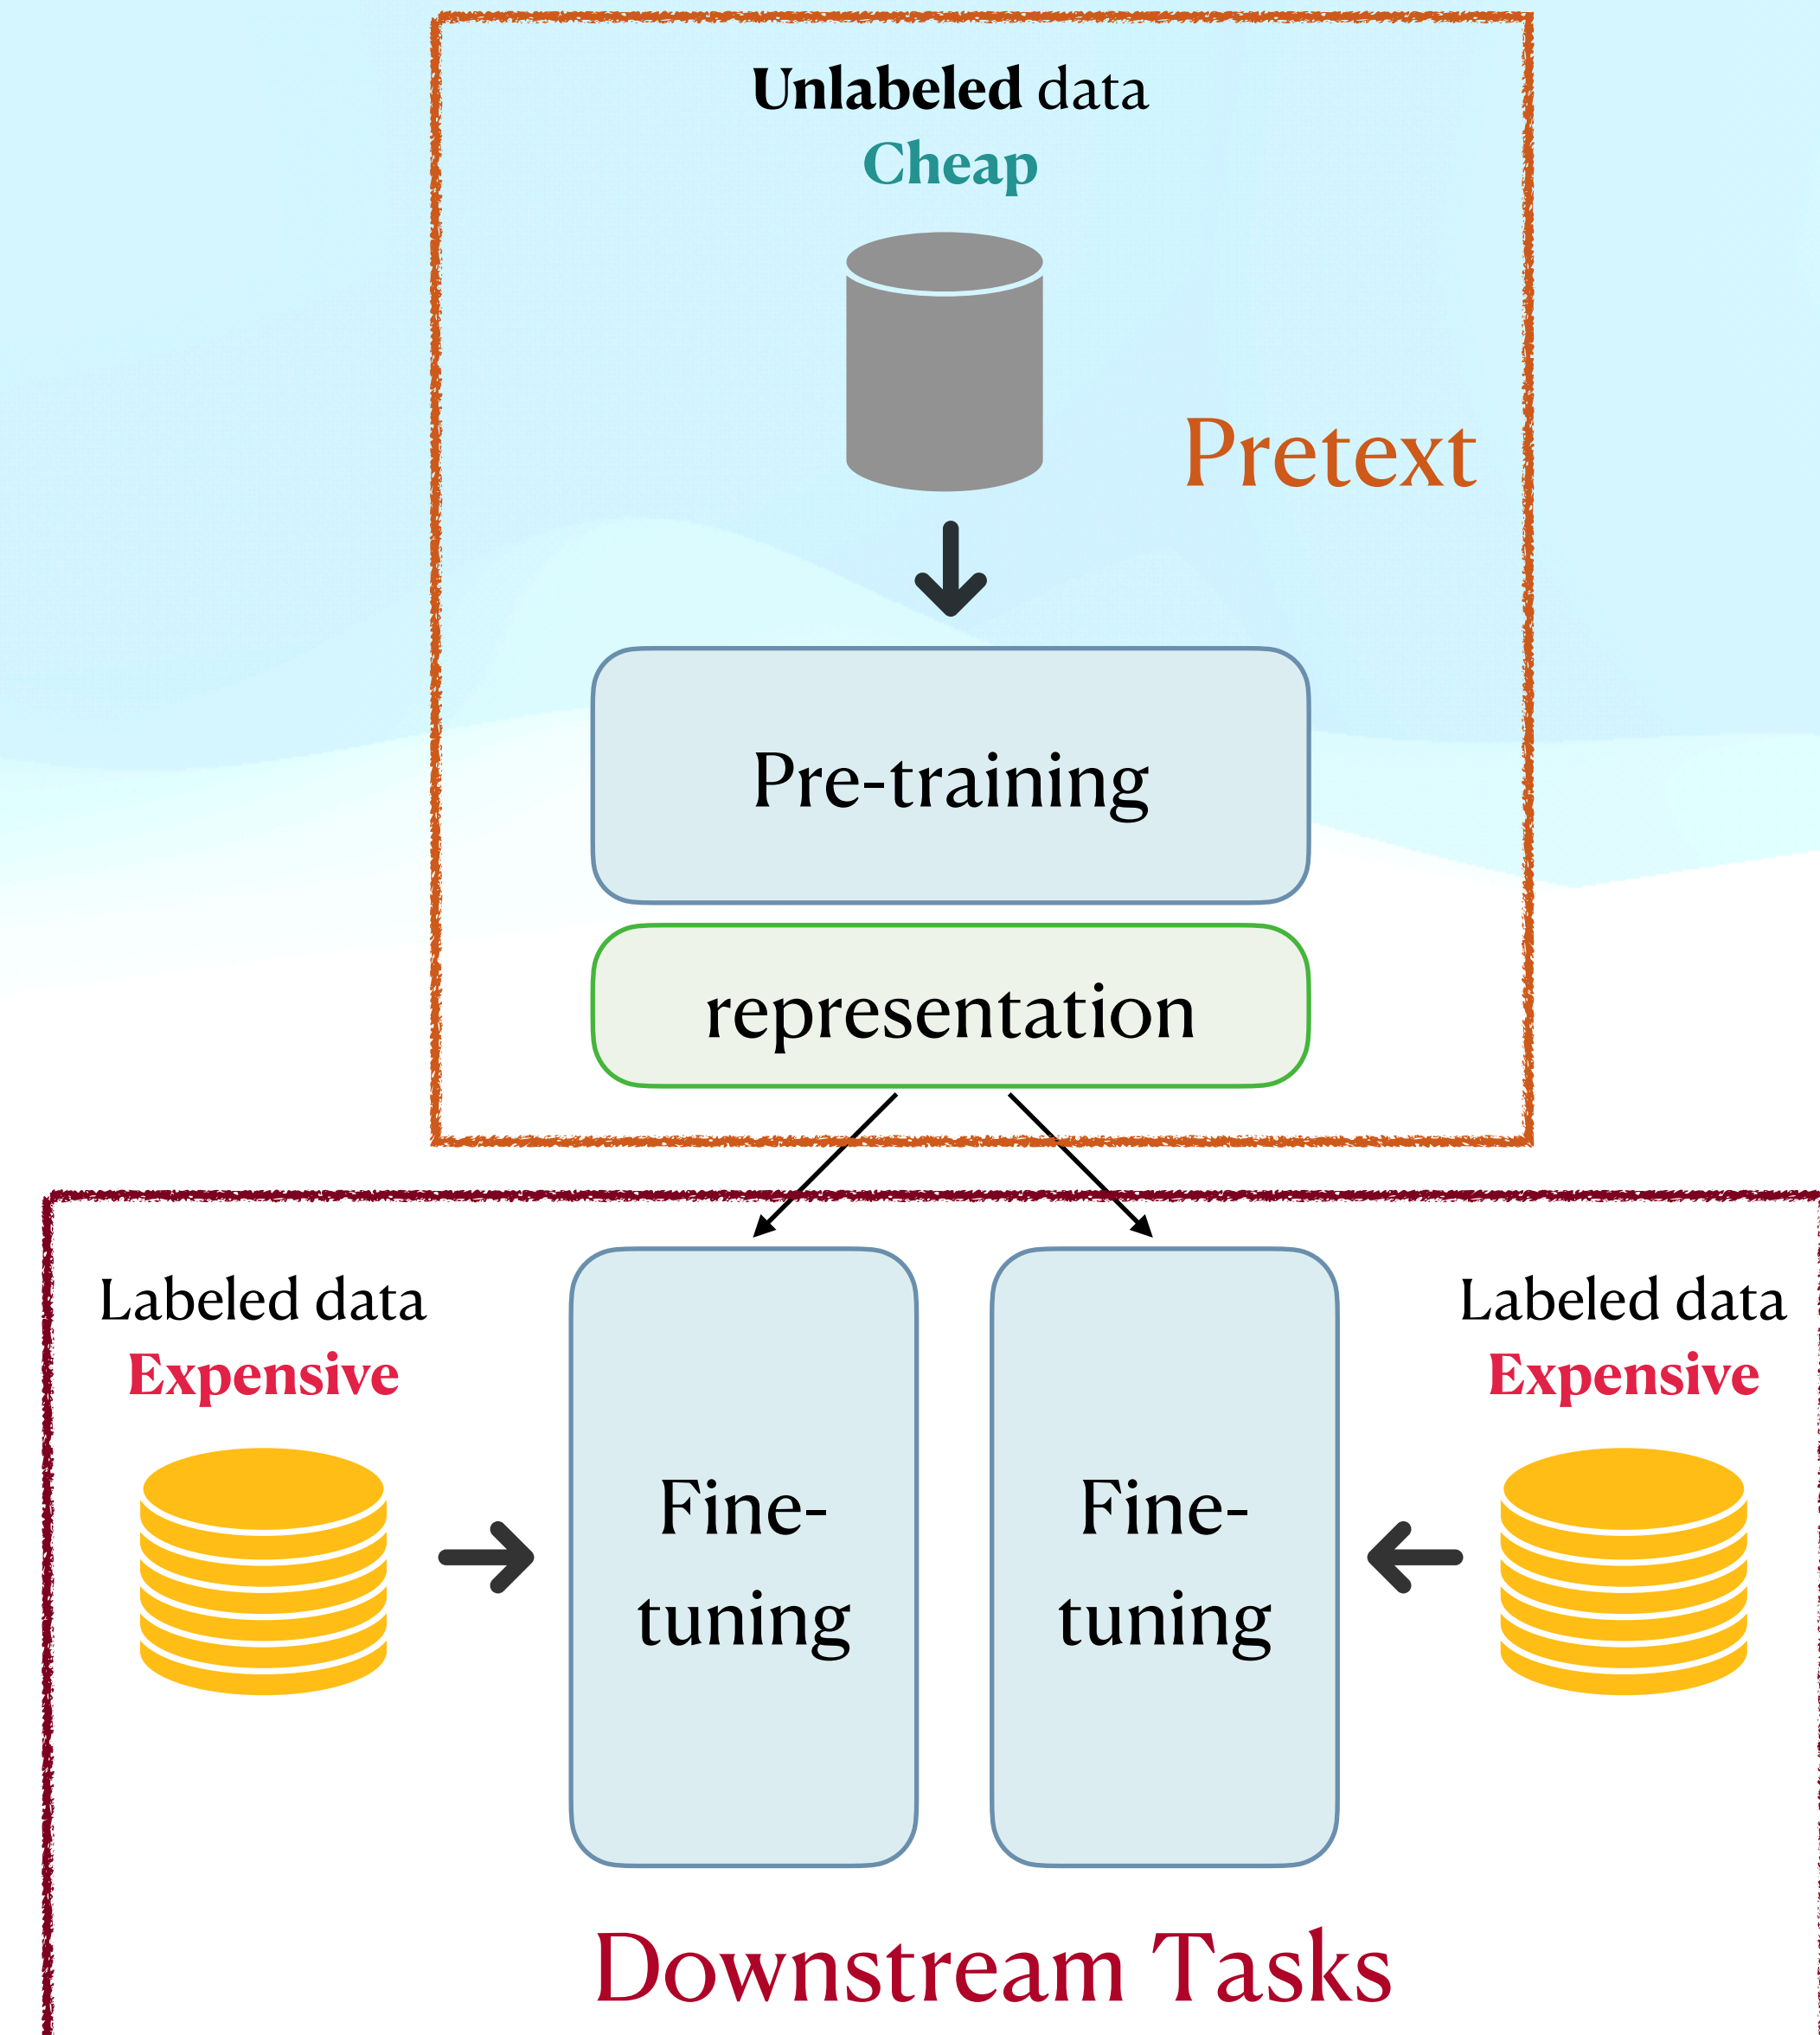 Unlabeled data
Cheap
Pretext
Pre-training
representation
Labeled data
Expensive
Fine-
tuning
Fine-
tuning
Labeled data
Expensive
Downstream Tasks